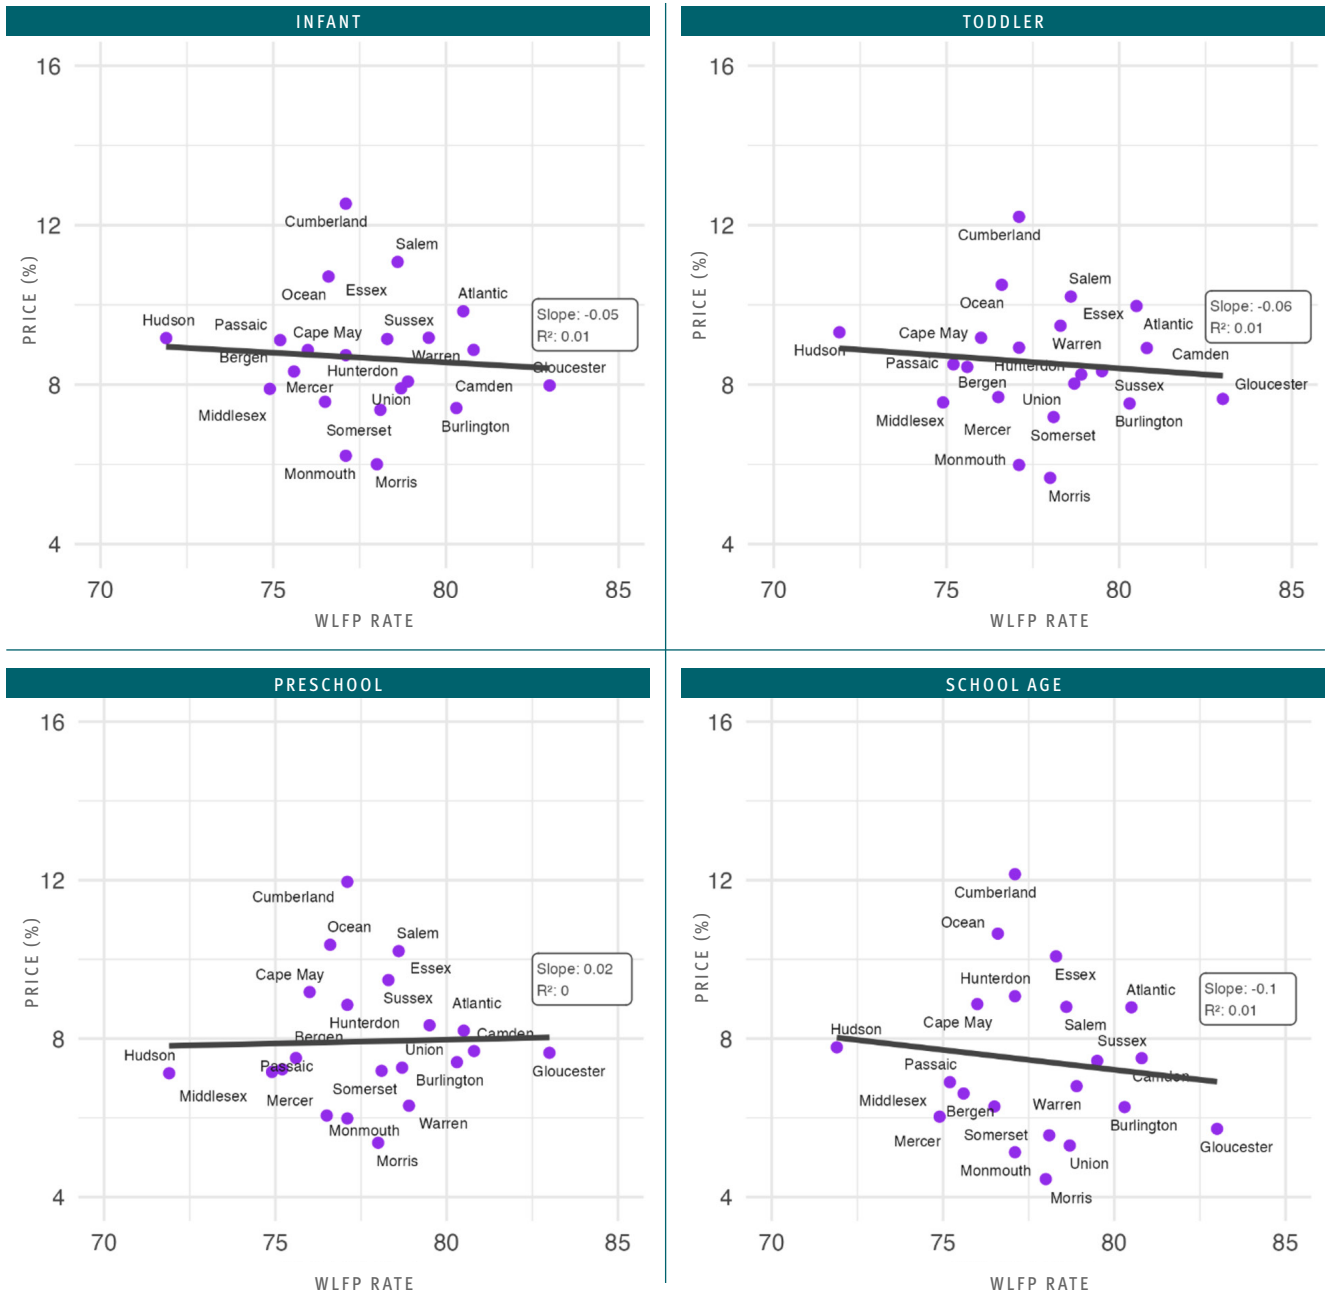 INFANT
16
12
8
4
PRICE (%)
Cumberland
Salem
Ocean
Essex
Atlantic
Hudson
Passaic
Cape May
Sussex
Slope: -0.05
R²: 0.01
Bergen
Warren
Hunterdon
Gloucester
Mercer
Camden
Union
Middlesex
Somerset
Burlington
Monmouth
Morris
70
75
80
85
WLFP RATE
TODDLER
16
12
8
4
PRICE (%)
Cumberland
Salem
Ocean
Essex
Atlantic
Slope: -0.06
R²: 0.01
Cape May
Warren
Hudson
Camden
Passaic
Hunterdon
Bergen
Sussex
Gloucester
Union
Middlesex
Mercer
Somerset
Burlington
Monmouth
Morris
70
75
80
85
WLFP RATE
PRESCHOOL
16
12
8
4
PRICE (%)
Cumberland
Ocean
Salem
Cape May
Essex
Slope: 0.02
R²: 0
Sussex
Atlantic
Hunterdon
Bergen
Camden
Hudson
Union
Passaic
Gloucester
Middlesex
Mercer
Somerset
Burlington
Monmouth
Warren
Morris
70
75
80
85
WLFP RATE
SCHOOL AGE
16
12
8
4
PRICE (%)
Cumberland
Ocean
Hunterdon
Essex
Atlantic
Slope: -0.1
R²: 0.01
Hudson
Cape May
Salem
Sussex
Passaic
Camden
Middlesex
Bergen
Warren
Burlington
Mercer
Somerset
Gloucester
Monmouth
Union
Morris
70
75
80
85
WLFP RATE